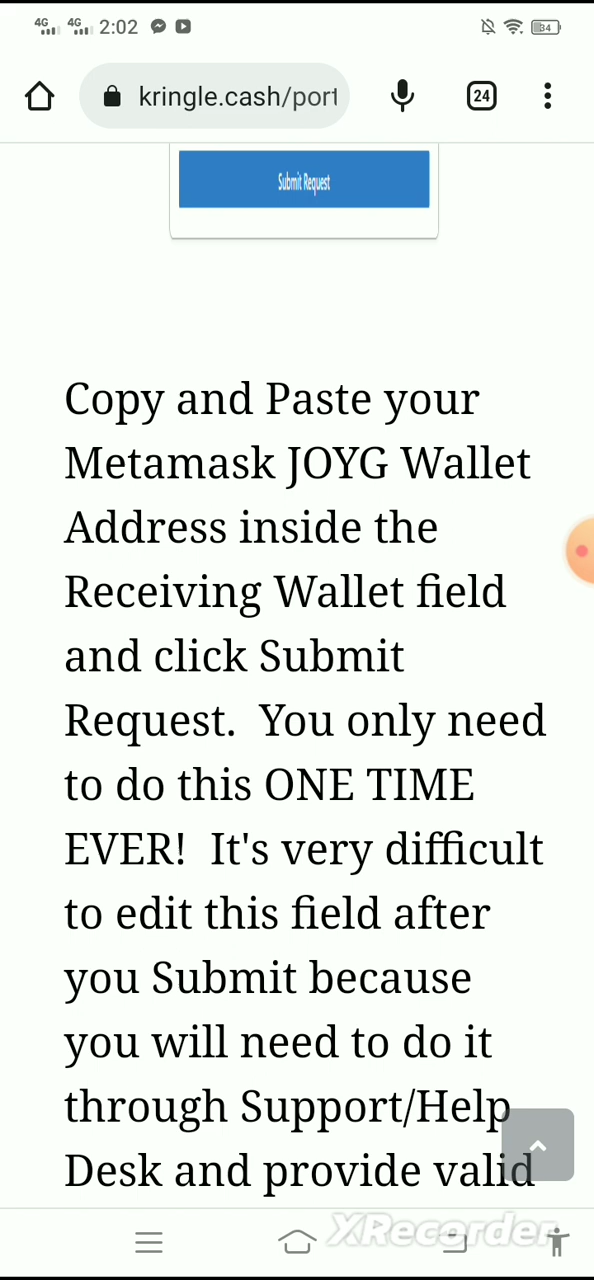 4G 4G 2:02 34
kringle.cash/port
24
Submit Request
Copy and Paste your
Metamask JOYG Wallet
Address inside the
Receiving Wallet field
and click Submit
Request.  You only need
to do this ONE TIME
EVER!  It's very difficult
to edit this field after
you Submit because
you will need to do it
through Support/Help
Desk and provide valid
XRecorder